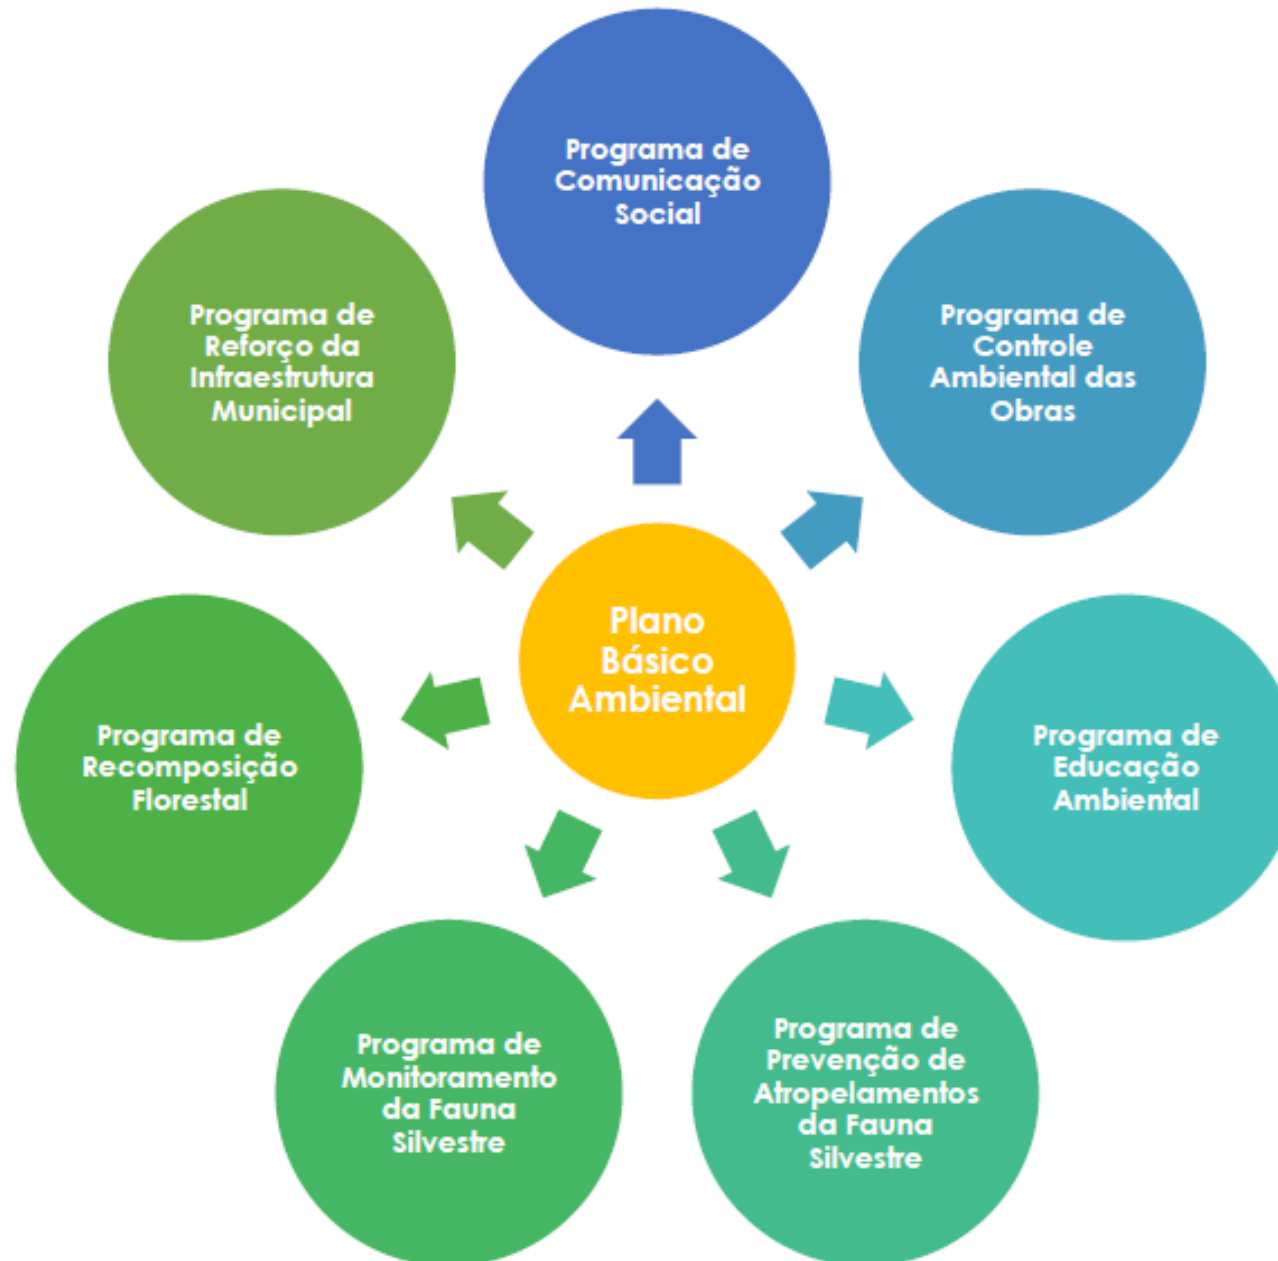 Programa de
Comunicação
Social
Programa de
Controle
Ambiental das
Obras
Programa de
Educação
Ambiental
Programa de
Prevenção de
Atropelamentos
da Fauna
Silvestre
Programa de
Monitoramento
da Fauna
Silvestre
Programa de
Recomposição
Florestal
Programa de
Reforço da
Infraestrutura
Municipal
Plano
Básico
Ambiental